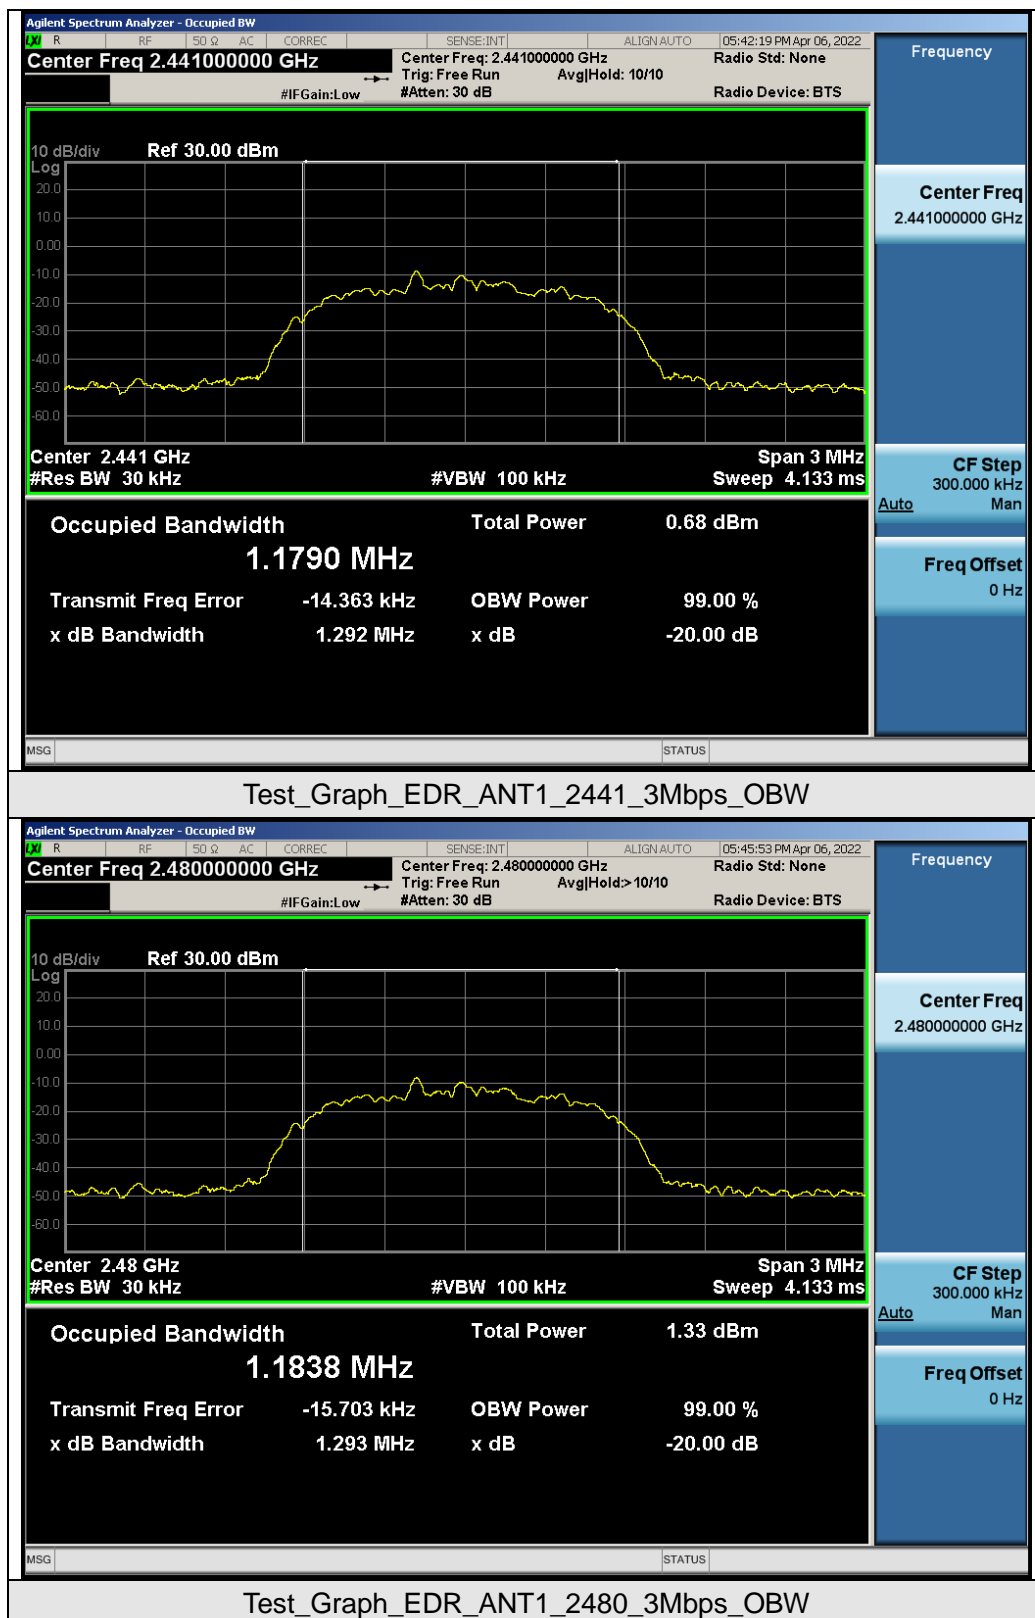 Agilent Spectrum Analyzer - Occupied BW
LXI R RF 50 Ω AC CORREC SENSE:INT ALIGN AUTO 05:42:19 PM Apr 06, 2022
Center Freq 2.441000000 GHz
Center Freq: 2.441000000 GHz Radio Std: None
Trig: Free Run Avg|Hold: 10/10
#IFGain:Low #Atten: 30 dB Radio Device: BTS
10 dB/div Ref 30.00 dBm
Log
20.0
10.0
0.00
-10.0
-20.0
-30.0
-40.0
-50.0
-60.0
Center 2.441 GHz Span 3 MHz
#Res BW 30 kHz #VBW 100 kHz Sweep 4.133 ms
Occupied Bandwidth Total Power 0.68 dBm
1.1790 MHz
Transmit Freq Error -14.363 kHz OBW Power 99.00 %
x dB Bandwidth 1.292 MHz x dB -20.00 dB
MSG STATUS
Frequency
Center Freq
2.441000000 GHz
CF Step
300.000 kHz
Auto Man
Freq Offset
0 Hz
Test_Graph_EDR_ANT1_2441_3Mbps_OBW
Agilent Spectrum Analyzer - Occupied BW
LXI R RF 50 Ω AC CORREC SENSE:INT ALIGN AUTO 05:45:53 PM Apr 06, 2022
Center Freq 2.480000000 GHz
Center Freq: 2.480000000 GHz Radio Std: None
Trig: Free Run Avg|Hold:>10/10
#IFGain:Low #Atten: 30 dB Radio Device: BTS
10 dB/div Ref 30.00 dBm
Log
20.0
10.0
0.00
-10.0
-20.0
-30.0
-40.0
-50.0
-60.0
Center 2.48 GHz Span 3 MHz
#Res BW 30 kHz #VBW 100 kHz Sweep 4.133 ms
Occupied Bandwidth Total Power 1.33 dBm
1.1838 MHz
Transmit Freq Error -15.703 kHz OBW Power 99.00 %
x dB Bandwidth 1.293 MHz x dB -20.00 dB
MSG STATUS
Frequency
Center Freq
2.480000000 GHz
CF Step
300.000 kHz
Auto Man
Freq Offset
0 Hz
Test_Graph_EDR_ANT1_2480_3Mbps_OBW